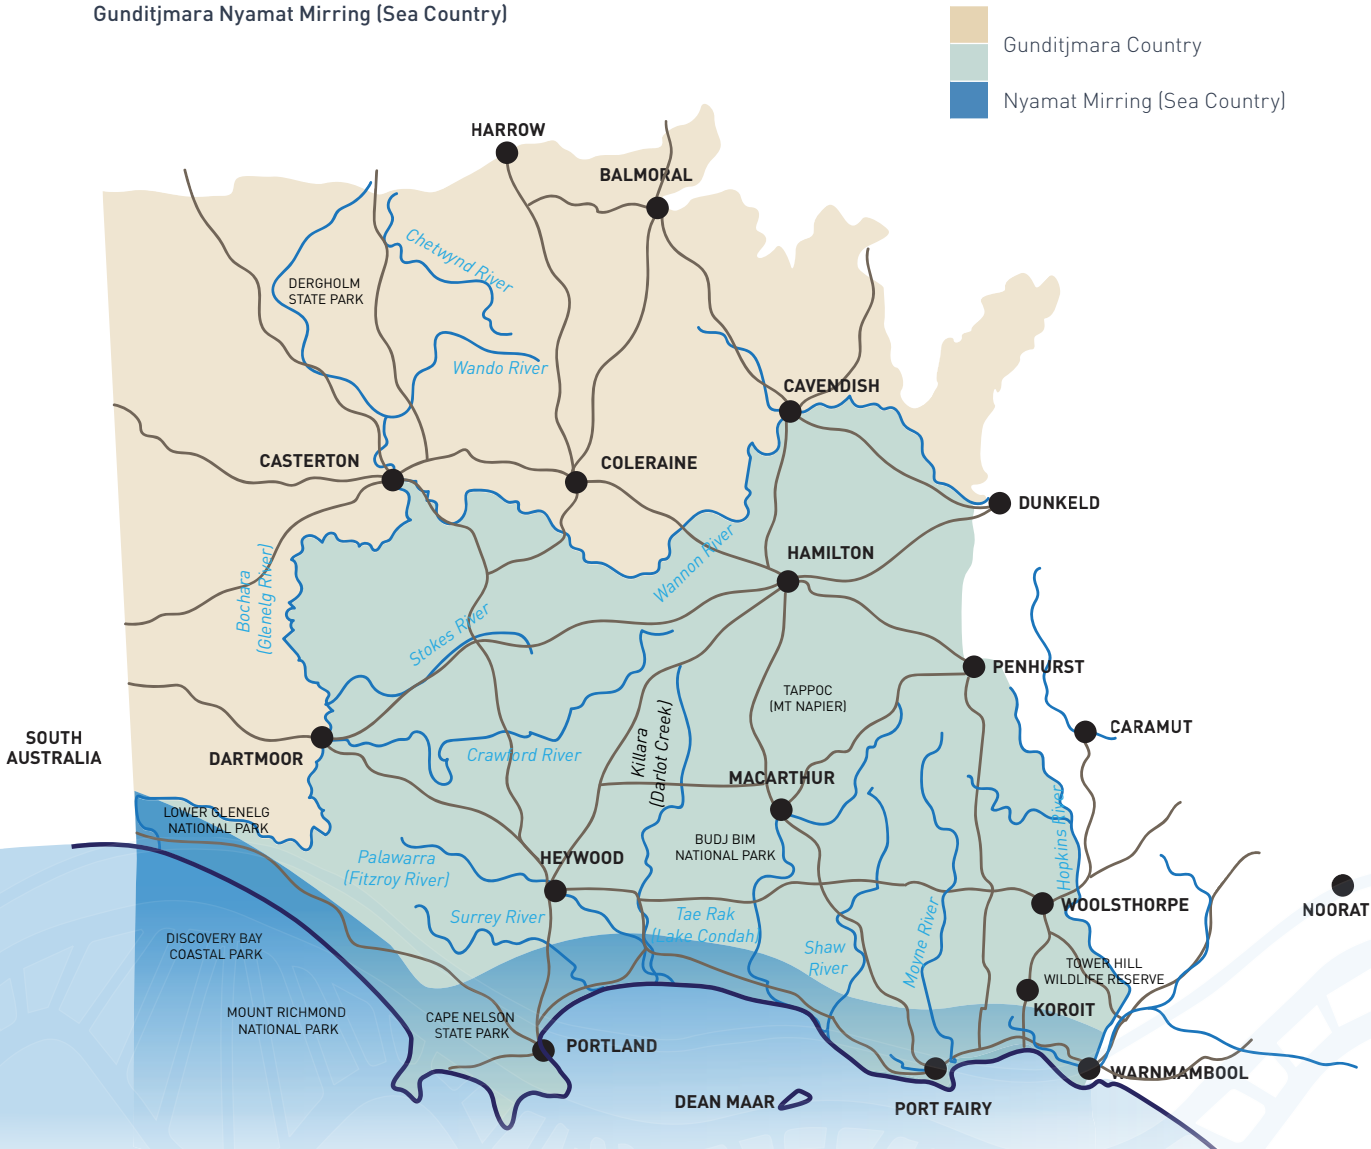 Gunditjmara Nyamat Mirring (Sea Country)
Gunditjmara Country
Nyamat Mirring (Sea Country)
HARROW
BALMORAL
Chetwynd River
DERGHOLM
STATE PARK
Wando River
CAVENDISH
CASTERTON
COLERAINE
DUNKELD
Wannon River
HAMILTON
Bochara
(Glenelg River)
Stokes River
PENHURST
TAPPOC
(MT NAPIER)
SOUTH
AUSTRALIA
DARTMOOR
Crawford River
Killara
(Darlot Creek)
CARAMUT
MACARTHUR
LOWER GLENELG
NATIONAL PARK
BUDJ BIM
NATIONAL PARK
Hopkins River
Palawarra
(Fitzroy River)
HEYWOOD
Surrey River
Tae Rak
(Lake Condah)
WOOLSTHORPE
NOORAT
DISCOVERY BAY
COASTAL PARK
Shaw
River
Moyne River
TOWER HILL
WILDLIFE RESERVE
MOUNT RICHMOND
NATIONAL PARK
CAPE NELSON
STATE PARK
KOROIT
PORTLAND
WARNMAMBOOL
DEAN MAAR
PORT FAIRY